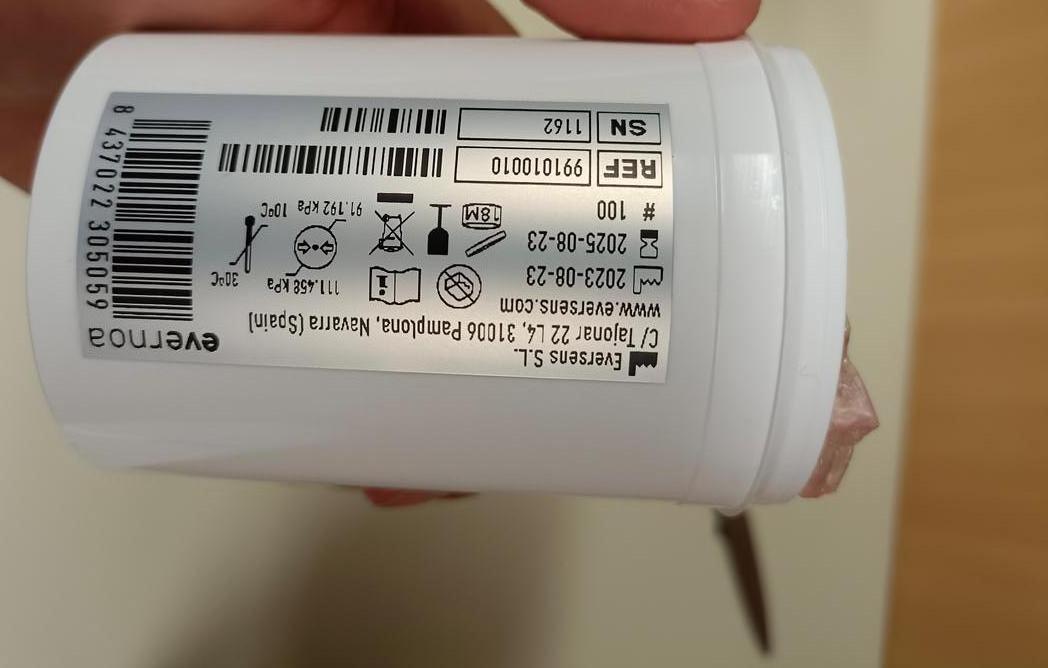 Eversens S.L.
C/ Tajonar 22 L4, 31006 Pamplona, Navarra (Spain)
www.eversens.com
2023-08-23
111.458 kPa
30ºC
2025-08-23
18M
91.192 kPa
10ºC
# 100
REF 991010010
SN 1162
evernoa
8 437022 305059